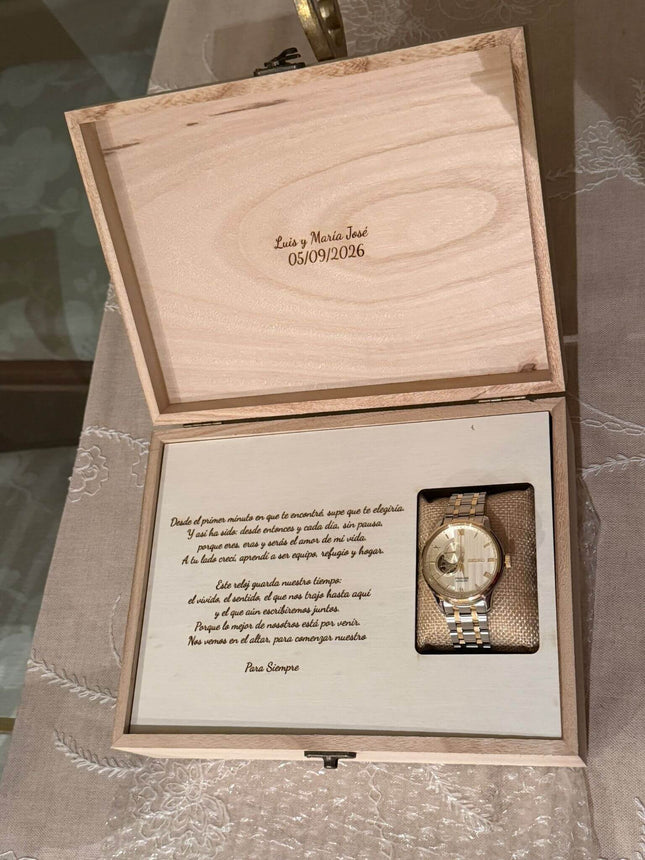 Luis y María José
05/09/2026
Desde el primer minuto en que te encontré, supe que te elegiría.
Y así ha sido: desde entonces y cada día, sin pausa,
porque eres, eras y serás el amor de mi vida.
A tu lado crecí, aprendí a ser equipo, refugio y hogar.
Este reloj guarda nuestro tiempo:
el vivido, el sentido, el que nos trajo hasta aquí
y el que aún escribiremos juntos.
Porque lo mejor de nosotros está por venir.
Nos vemos en el altar, para comenzar nuestro
Para Siempre
SEIKO